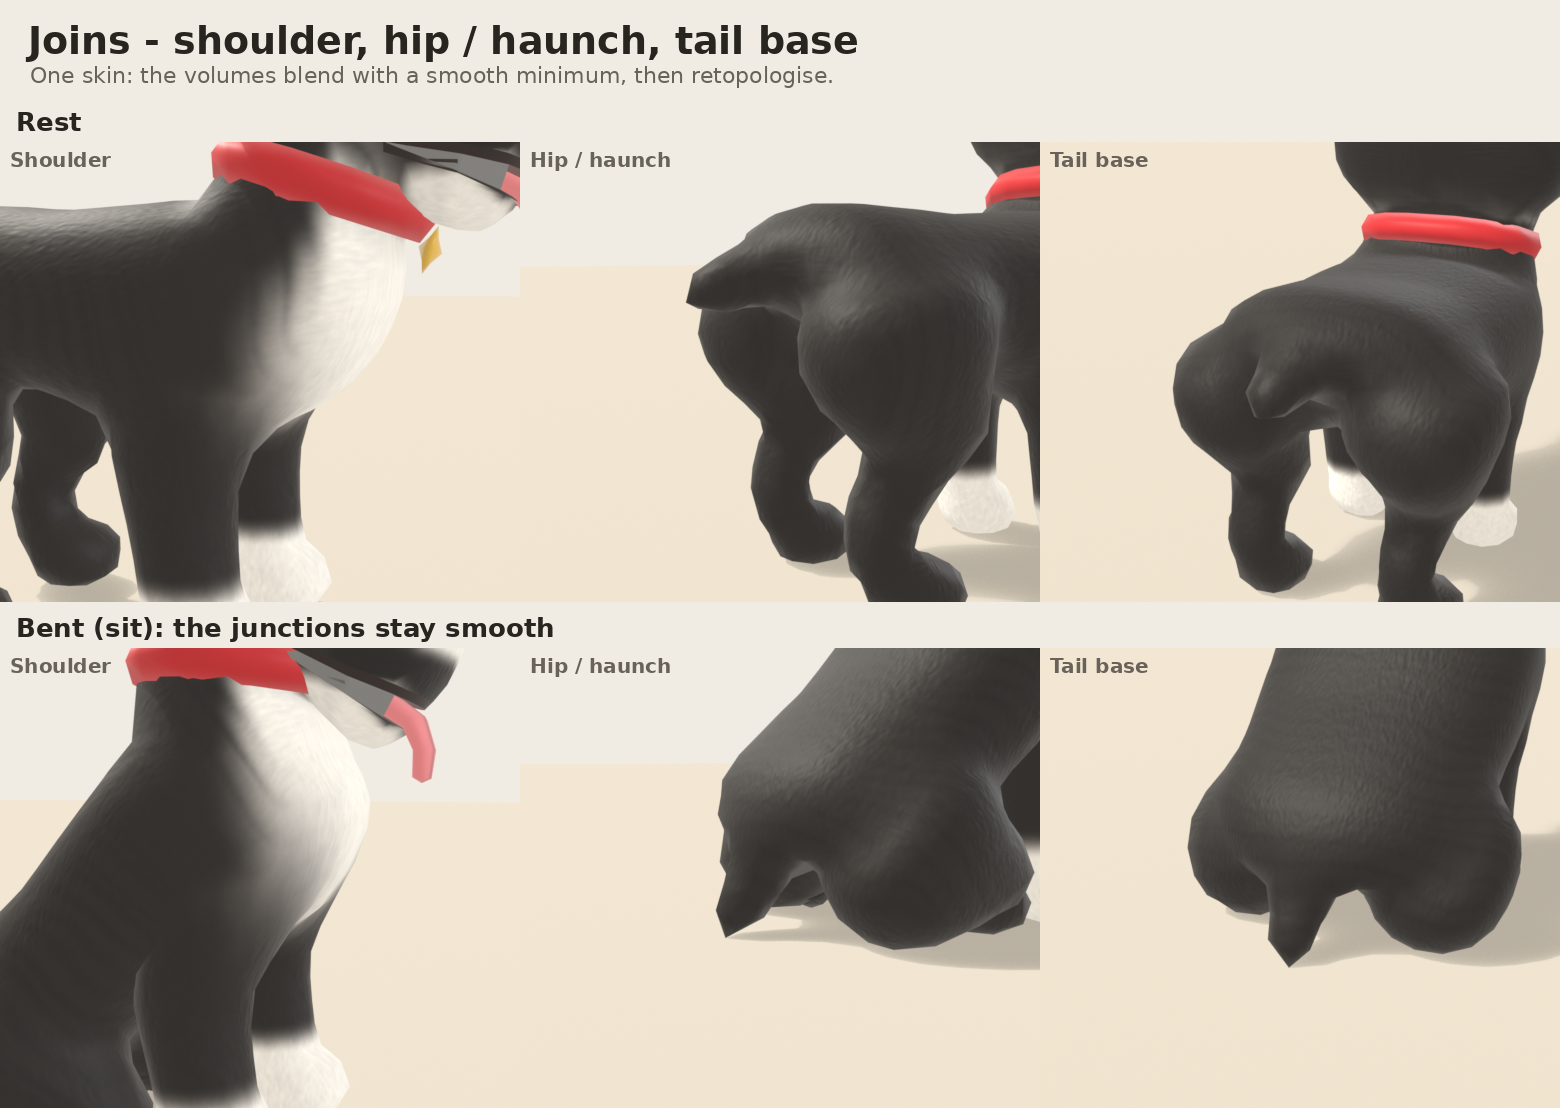 Joins - shoulder, hip / haunch, tail base
One skin: the volumes blend with a smooth minimum, then retopologise.
Rest
Shoulder
Hip / haunch
Tail base
Bent (sit): the junctions stay smooth
Shoulder
Hip / haunch
Tail base